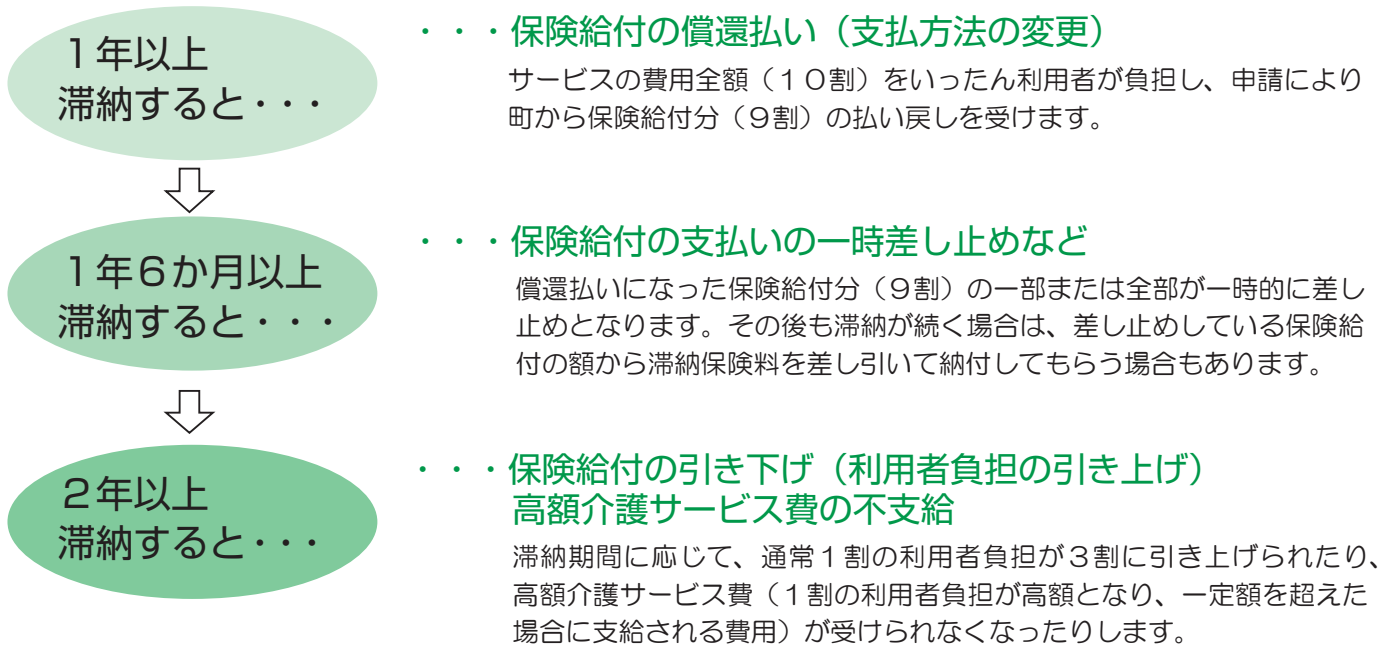 1年以上
滞納すると・・・
・・・保険給付の償還払い（支払方法の変更）
サービスの費用全額（１０割）をいったん利用者が負担し、申請により
町から保険給付分（９割）の払い戻しを受けます。
１年６か月以上
滞納すると・・・
・・・保険給付の支払いの一時差し止めなど
償還払いになった保険給付分（９割）の一部または全部が一時的に差し
止めとなります。その後も滞納が続く場合は、差し止めしている保険給
付の額から滞納保険料を差し引いて納付してもらう場合もあります。
２年以上
滞納すると・・・
・・・保険給付の引き下げ（利用者負担の引き上げ）
高額介護サービス費の不支給
滞納期間に応じて、通常１割の利用者負担が３割に引き上げられたり、
高額介護サービス費（１割の利用者負担が高額となり、一定額を超えた
場合に支給される費用）が受けられなくなったりします。